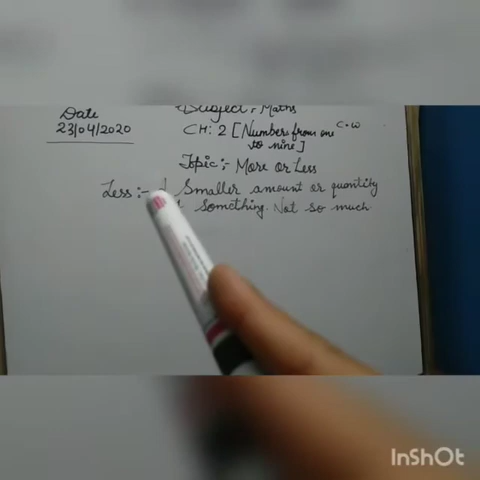 Date
23/04/2020
Subject:- Maths
CH: 2 [Numbers from one to nine]
C.W
Topic:- More Or Less
Less:- A Smaller amount or quantity
something. Not so much
InShOt